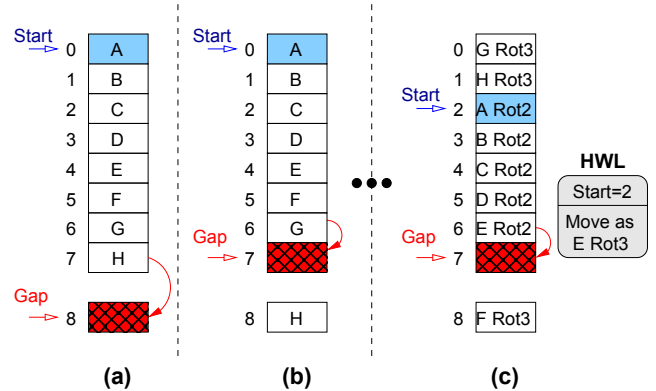 Start
0 A
1 B
2 C
3 D
4 E
5 F
6 G
7 H
Gap
8
(a)
Start
0 A
1 B
2 C
3 D
4 E
5 F
6 G
Gap
7
8 H
(b)
0 G Rot3
1 H Rot3
Start
2 A Rot2
3 B Rot2
4 C Rot2
5 D Rot2
6 E Rot2
Gap
7
8 F Rot3
(c)
HWL
Start=2
Move as
E Rot3